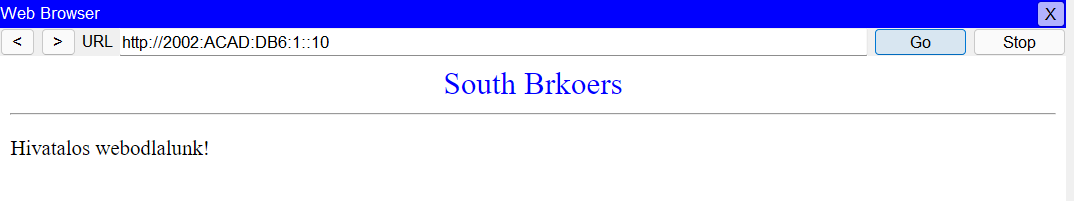 Web Browser X
< > URL http://2002:ACAD:DB6:1::10 Go Stop
South Brkoers
Hivatalos webodlalunk!